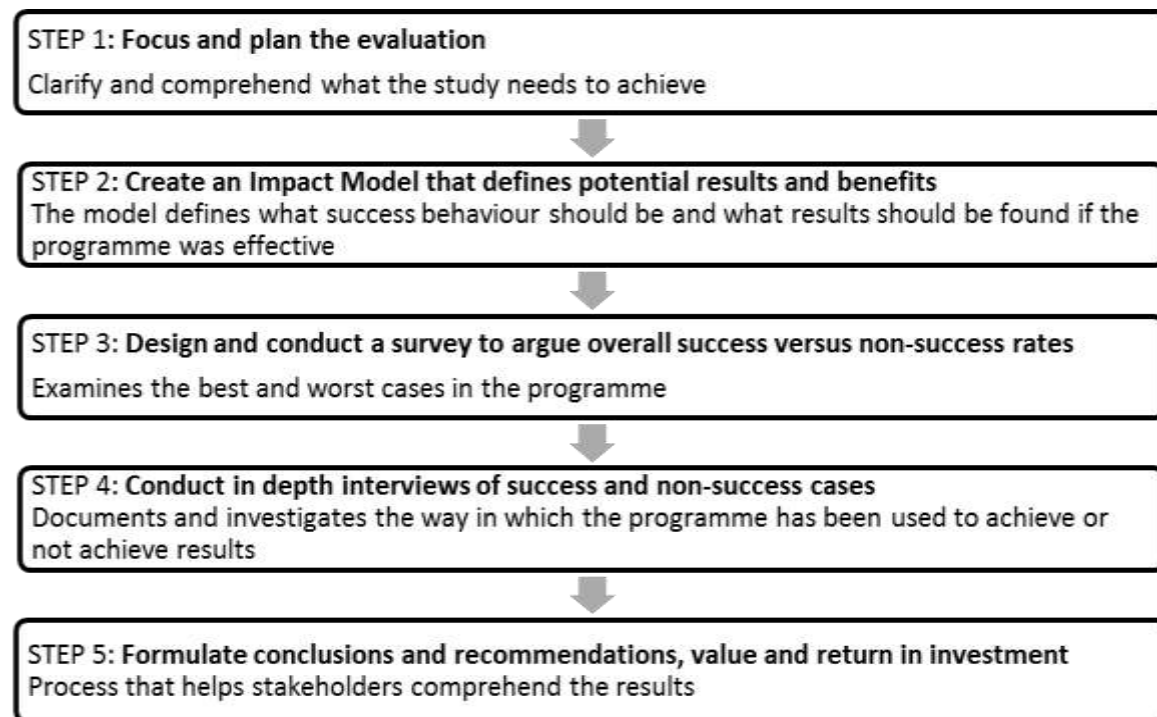 STEP 1: Focus and plan the evaluation
Clarify and comprehend what the study needs to achieve
STEP 2: Create an Impact Model that defines potential results and benefits
The model defines what success behaviour should be and what results should be found if the
programme was effective
STEP 3: Design and conduct a survey to argue overall success versus non-success rates
Examines the best and worst cases in the programme
STEP 4: Conduct in depth interviews of success and non-success cases
Documents and investigates the way in which the programme has been used to achieve or
not achieve results
STEP 5: Formulate conclusions and recommendations, value and return in investment
Process that helps stakeholders comprehend the results